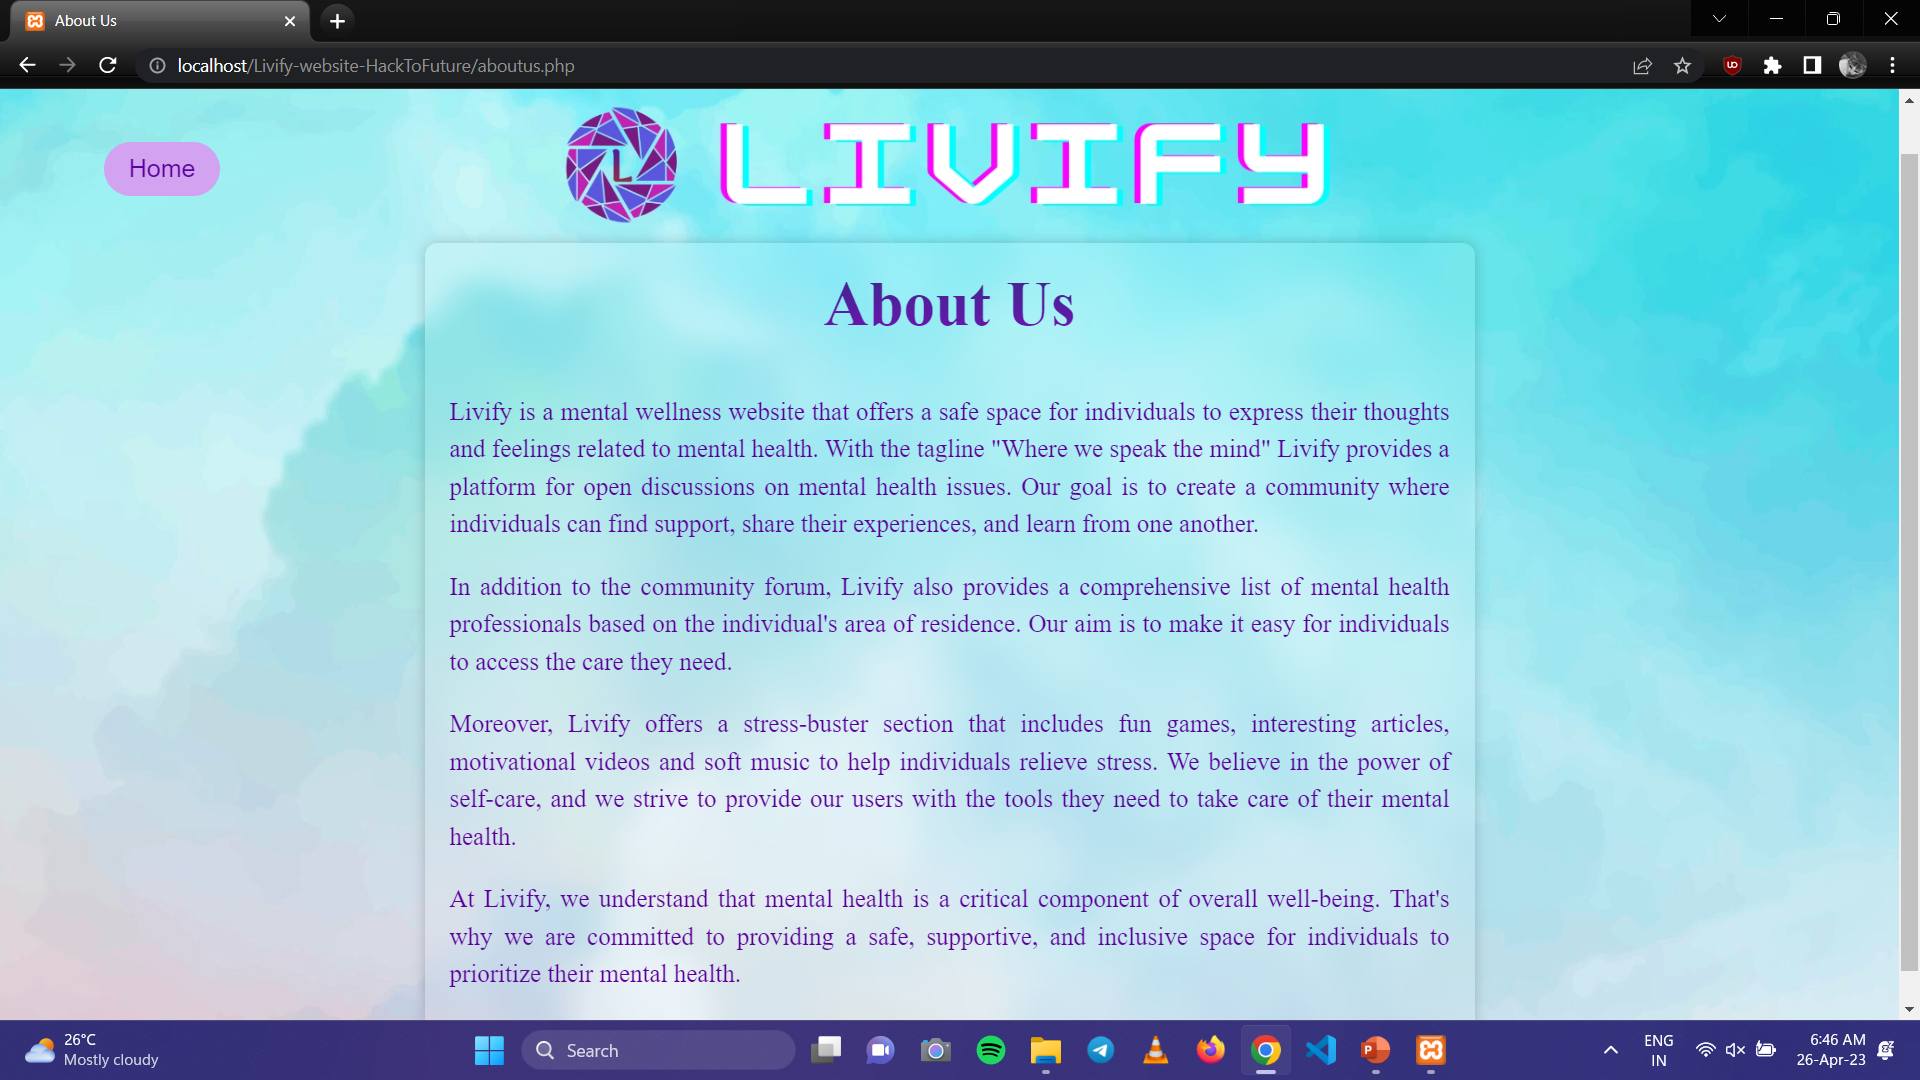 About Us
localhost/Livify-website-HackToFuture/aboutus.php
Home
L LIVIFY
About Us
Livify is a mental wellness website that offers a safe space for individuals to express their thoughts
and feelings related to mental health. With the tagline "Where we speak the mind" Livify provides a
platform for open discussions on mental health issues. Our goal is to create a community where
individuals can find support, share their experiences, and learn from one another.
In addition to the community forum, Livify also provides a comprehensive list of mental health
professionals based on the individual's area of residence. Our aim is to make it easy for individuals
to access the care they need.
Moreover, Livify offers a stress-buster section that includes fun games, interesting articles,
motivational videos and soft music to help individuals relieve stress. We believe in the power of
self-care, and we strive to provide our users with the tools they need to take care of their mental
health.
At Livify, we understand that mental health is a critical component of overall well-being. That's
why we are committed to providing a safe, supportive, and inclusive space for individuals to
prioritize their mental health.
26°C
Mostly cloudy
Search
ENG
IN
6:46 AM
26-Apr-23